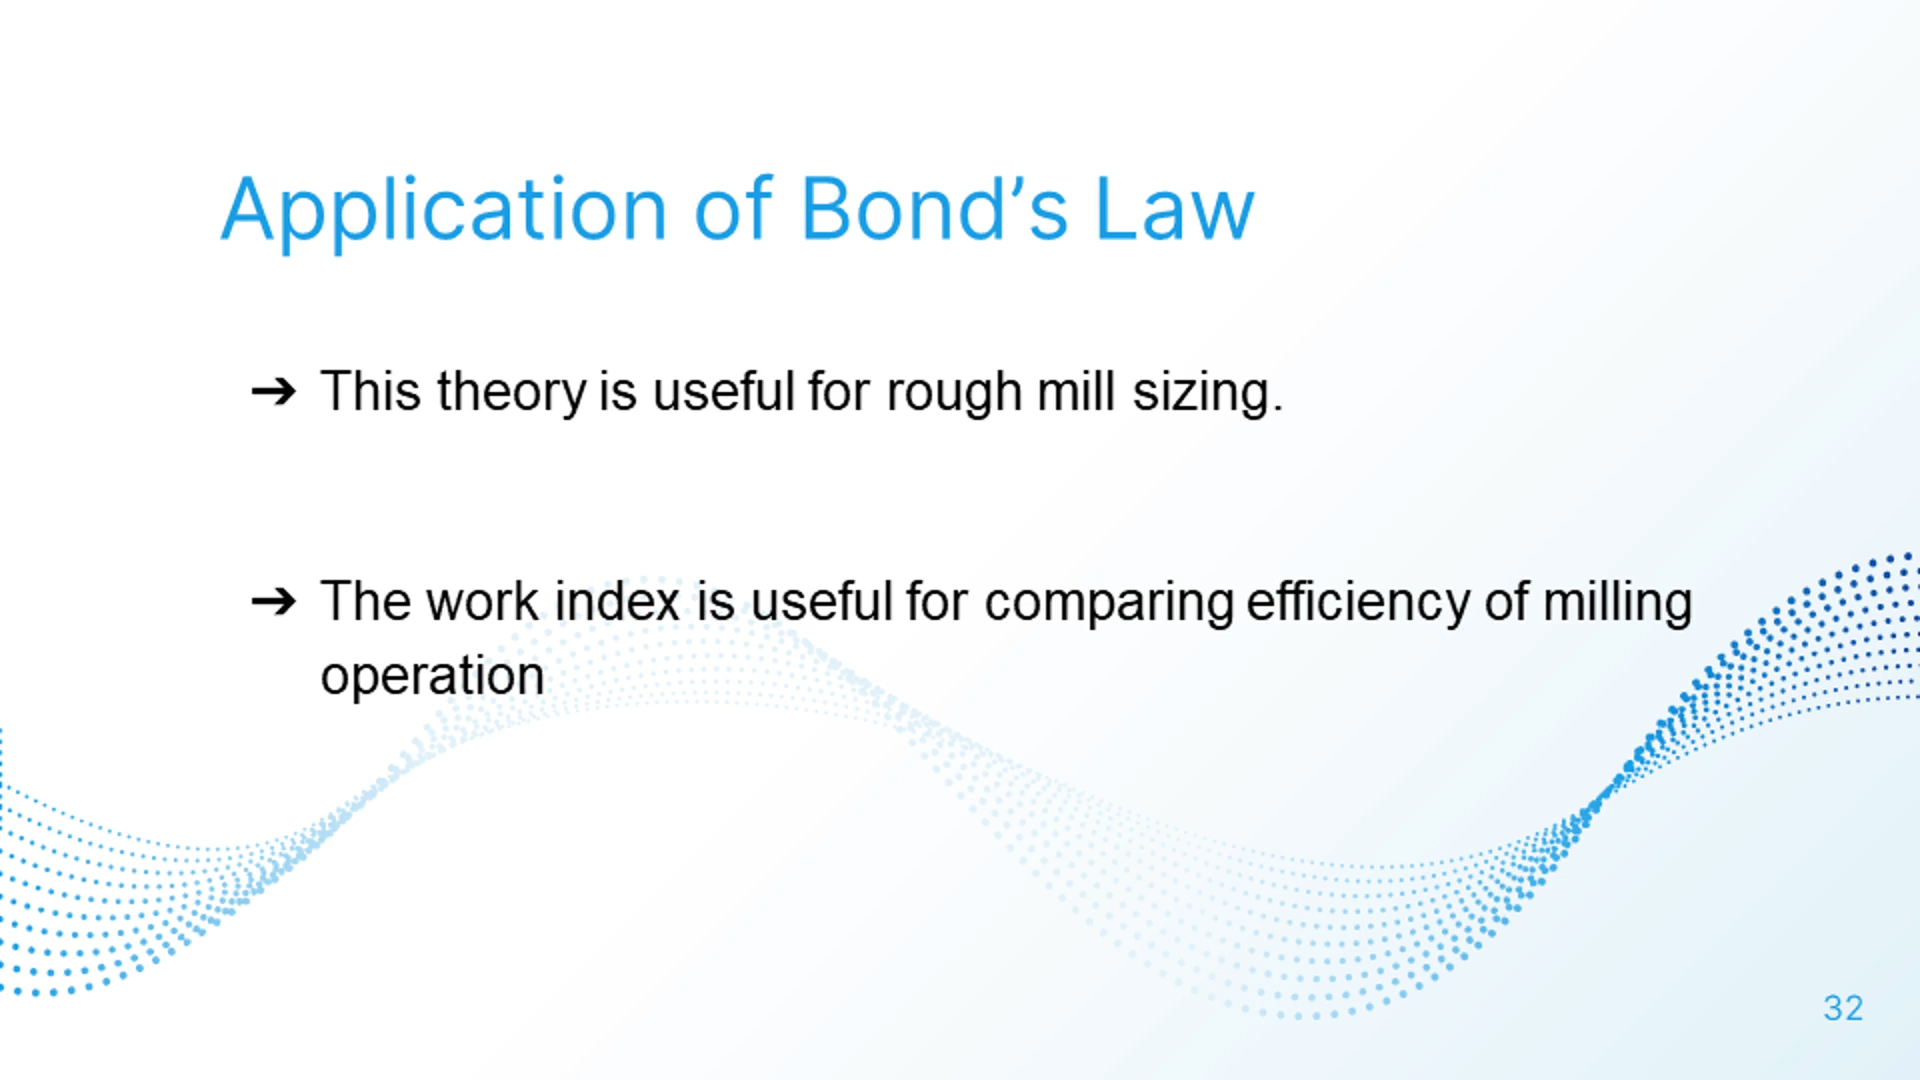 Application of Bond’s Law
➔ This theory is useful for rough mill sizing.
➔ The work index is useful for comparing efficiency of milling
operation
32